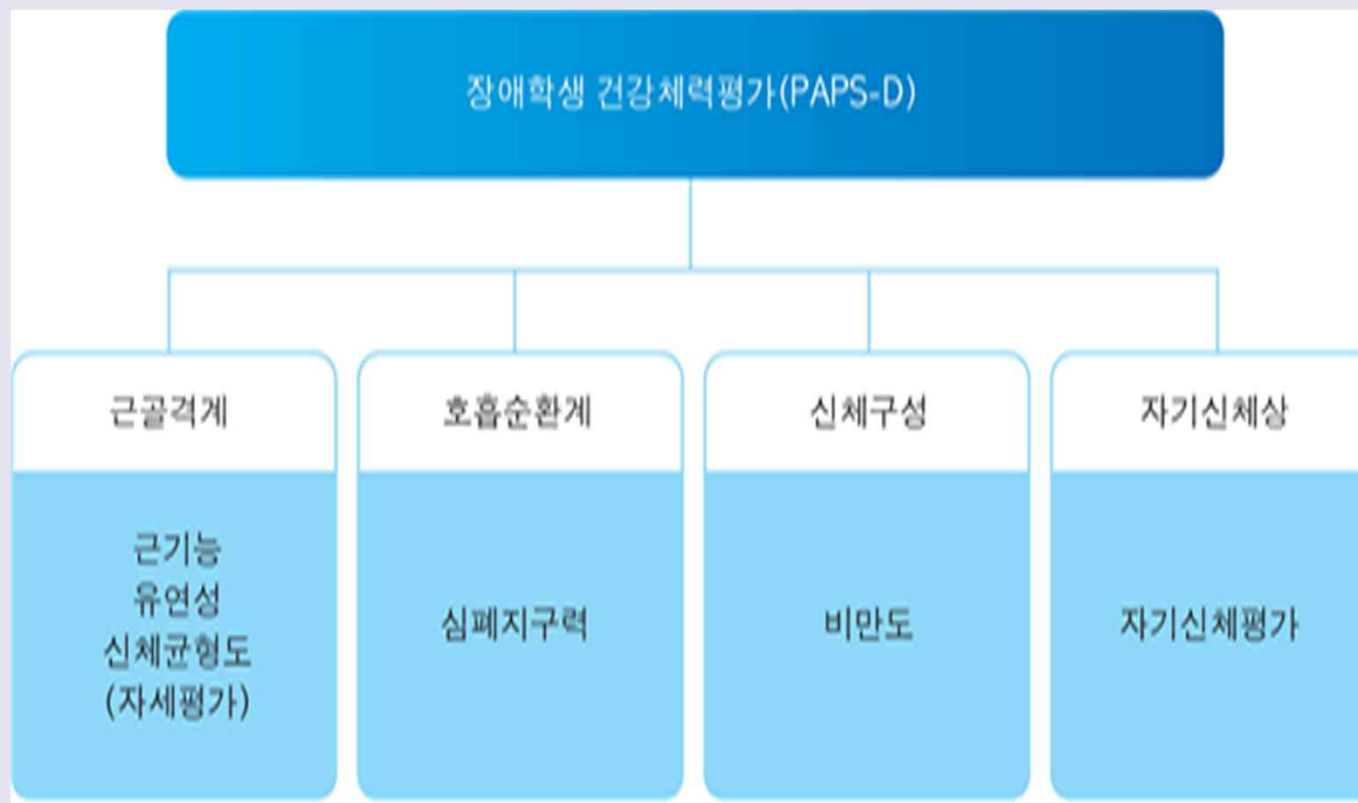 장애학생 건강체력평가(PAPS-D)
근골격계
호흡순환계
신체구성
자기신체상
근기능
유연성
신체균형도
(자세평가)
심폐지구력
비만도
자기신체평가